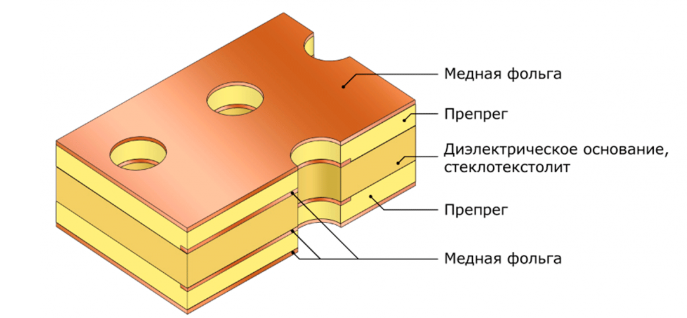 Медная фольга
Препрег
Диэлектрическое основание,
стеклотекстолит
Препрег
Медная фольга